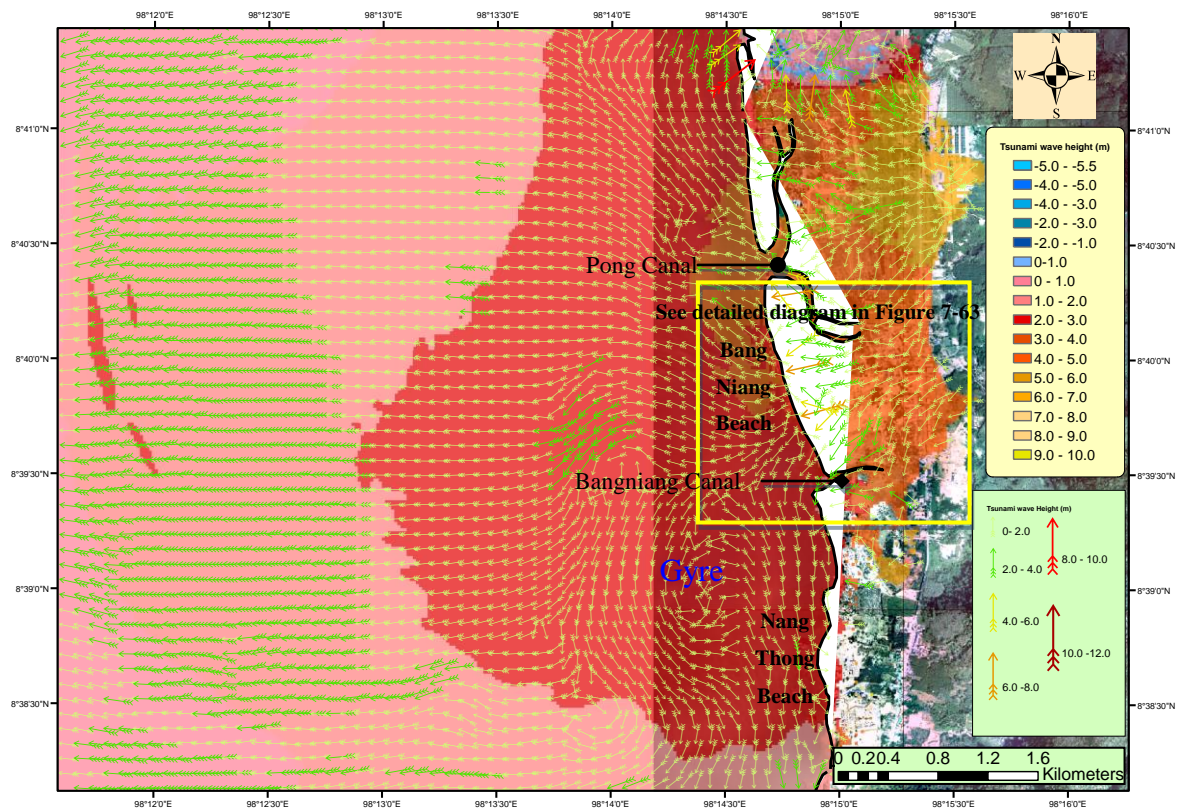 98°12'0"E 98°12'30"E 98°13'0"E 98°13'30"E 98°14'0"E 98°14'30"E 98°15'0"E 98°15'30"E 98°16'0"E
N
W E
S
8°41'0"N 8°41'0"N
Tsunami wave height (m)
-5.0 - -5.5
-4.0 - -5.0
-4.0 - -3.0
-2.0 - -3.0
-2.0 - -1.0
0-1.0
0 - 1.0
1.0 - 2.0
2.0 - 3.0
3.0 - 4.0
4.0 - 5.0
5.0 - 6.0
6.0 - 7.0
7.0 - 8.0
8.0 - 9.0
9.0 - 10.0
8°40'30"N 8°40'30"N
Pong Canal
See detailed diagram in Figure 7-63
8°40'0"N 8°40'0"N
Bang
Niang
Beach
8°39'30"N 8°39'30"N
Bangniang Canal
Tsunami wave Height (m)
0- 2.0
2.0 - 4.0
4.0 -6.0
6.0 -8.0
8.0 -10.0
10.0 -12.0
Gyre
8°39'0"N 8°39'0"N
Nang
Thong
Beach
8°38'30"N 8°38'30"N
0 0.20.4 0.8 1.2 1.6
Kilometers
98°12'0"E 98°12'30"E 98°13'0"E 98°13'30"E 98°14'0"E 98°14'30"E 98°15'0"E 98°15'30"E 98°16'0"E